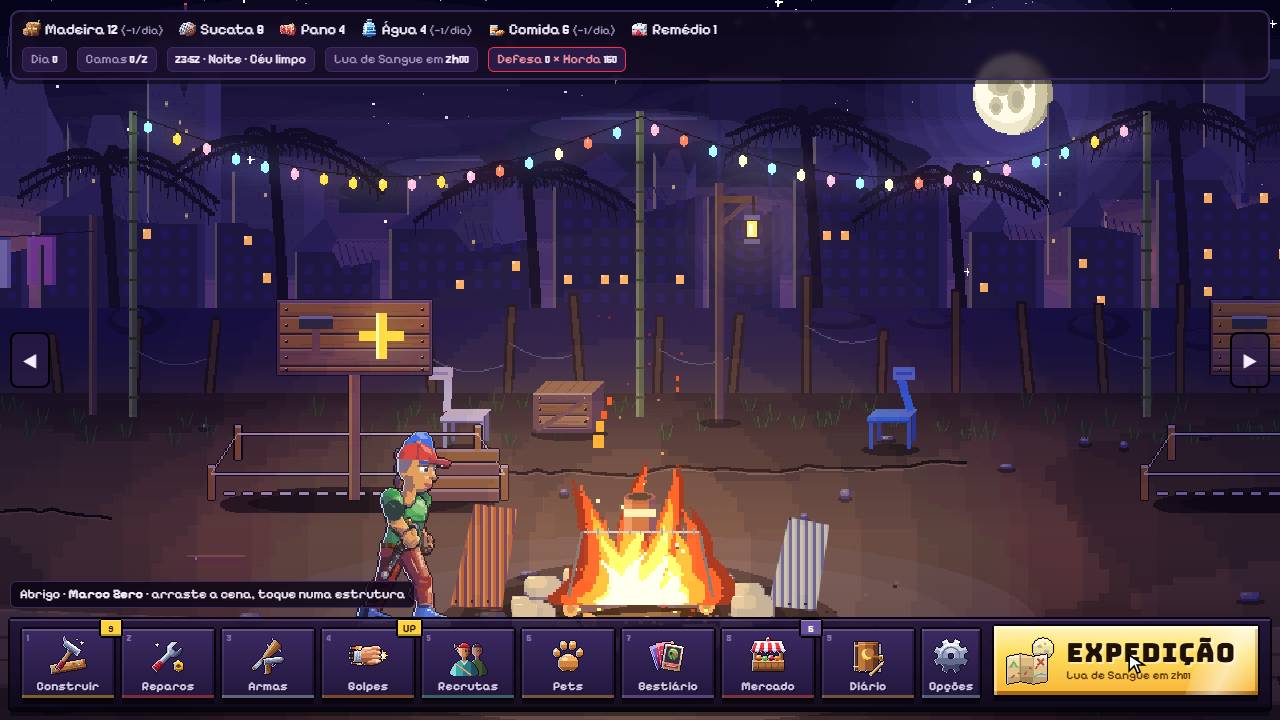 Madeira 12 (-1/dia) Sucata 8 Pano 4 Água 4 (-1/dia) Comida 6 (-1/dia) Remédio 1
Dia 0 Camas 0/2 23:52 · Noite · Céu limpo Lua de Sangue em 2h00 Defesa 0 × Horda 160
◀ ▶
Abrigo · Marco Zero · arraste a cena, toque numa estrutura
9 UP 6
1 2 3 4 5 6 7 8 9
EXPEDIÇÃO
Lua de Sangue em 2h01
Construir Reparos Armas Golpes Recrutas Pets Bestiário Mercado Diário Opções